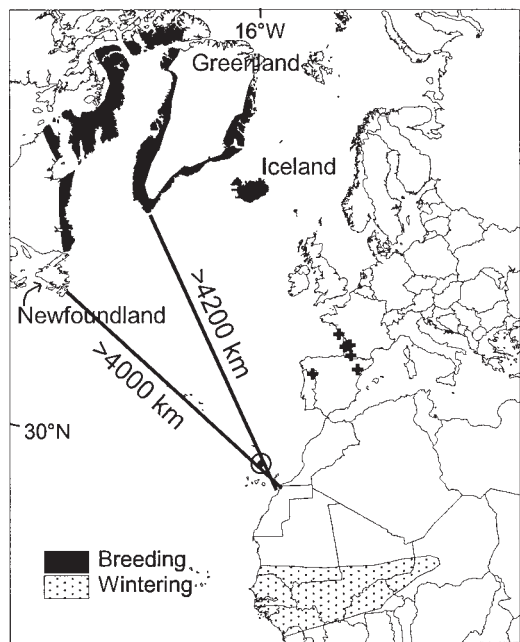 16°W
Greenland
Iceland
Newfoundland
>4200 km
>4000 km
30°N
Breeding
Wintering